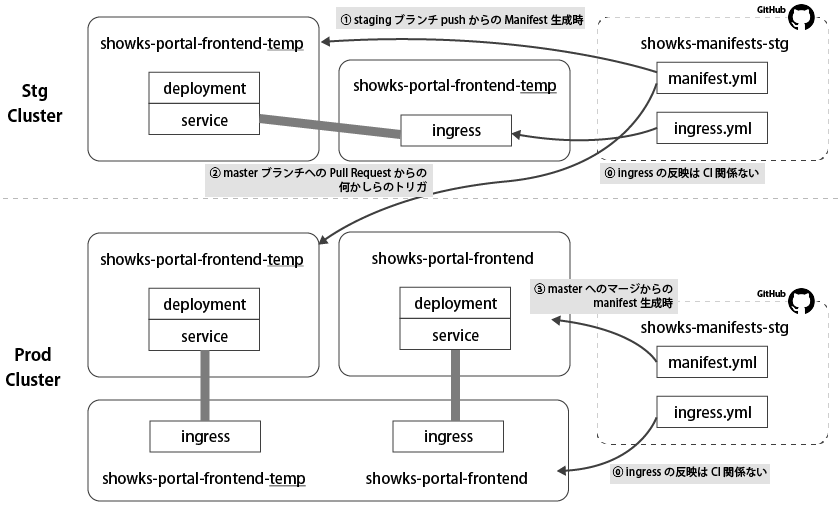 ① staging ブランチ push からの Manifest 生成時
GitHub
showks-portal-frontend-temp
showks-manifests-stg
Stg
Cluster
deployment
service
showks-portal-frontend-temp
ingress
manifest.yml
ingress.yml
② master ブランチへの Pull Request からの
何かしらのトリガ
⓪ ingress の反映は CI 関係ない
Prod
Cluster
showks-portal-frontend-temp
deployment
service
showks-portal-frontend
deployment
service
③ master へのマージからの
manifest 生成時
GitHub
showks-manifests-stg
manifest.yml
ingress.yml
ingress
ingress
showks-portal-frontend-temp
showks-portal-frontend
⓪ ingress の反映は CI 関係ない